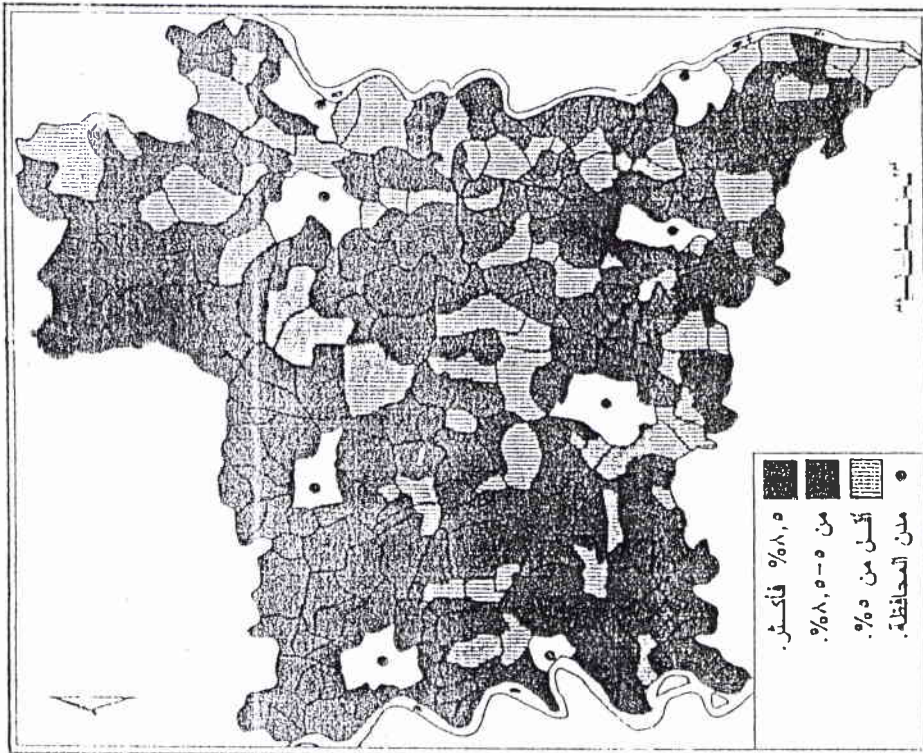 مدن المحافظة.
أقل من ٥%.
من ٥-٨,٥%.
٨,٥% فأكثر.